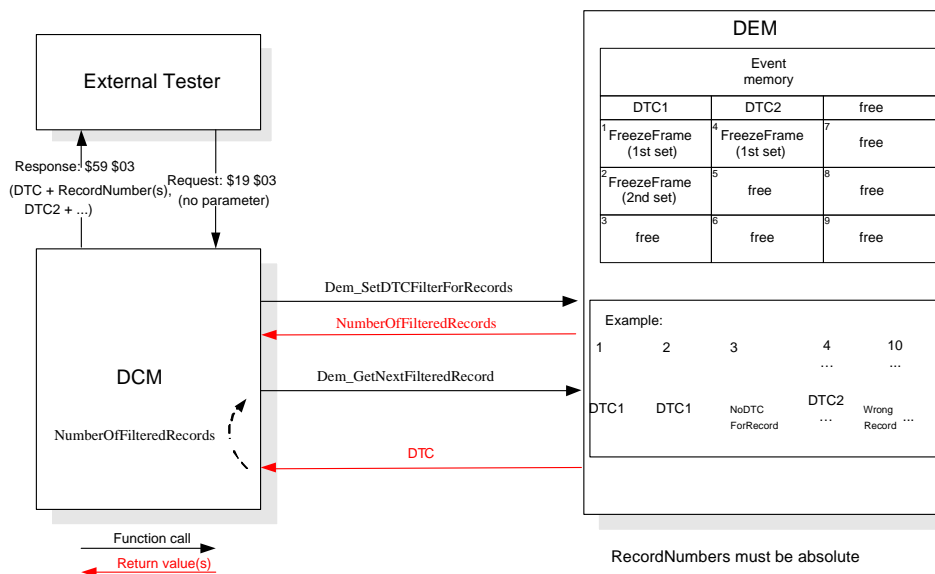 External Tester
Response: $59 $03
(DTC + RecordNumber(s),
DTC2 + ...)
Request: $19 $03
(no parameter)
DCM
NumberOfFilteredRecords
Dem_SetDTCFilterForRecords
NumberOfFilteredRecords
Dem_GetNextFilteredRecord
DTC
Function call
Return value(s)
DEM
Event
memory
DTC1 DTC2 free
1 FreezeFrame
(1st set)
4 FreezeFrame
(1st set)
7 free
2 FreezeFrame
(2nd set)
5 free
8 free
3 free
6 free
9 free
Example:
1 2 3 4 10
... ...
DTC1 DTC1 NoDTC
ForRecord
DTC2
...
Wrong
Record ...
RecordNumbers must be absolute